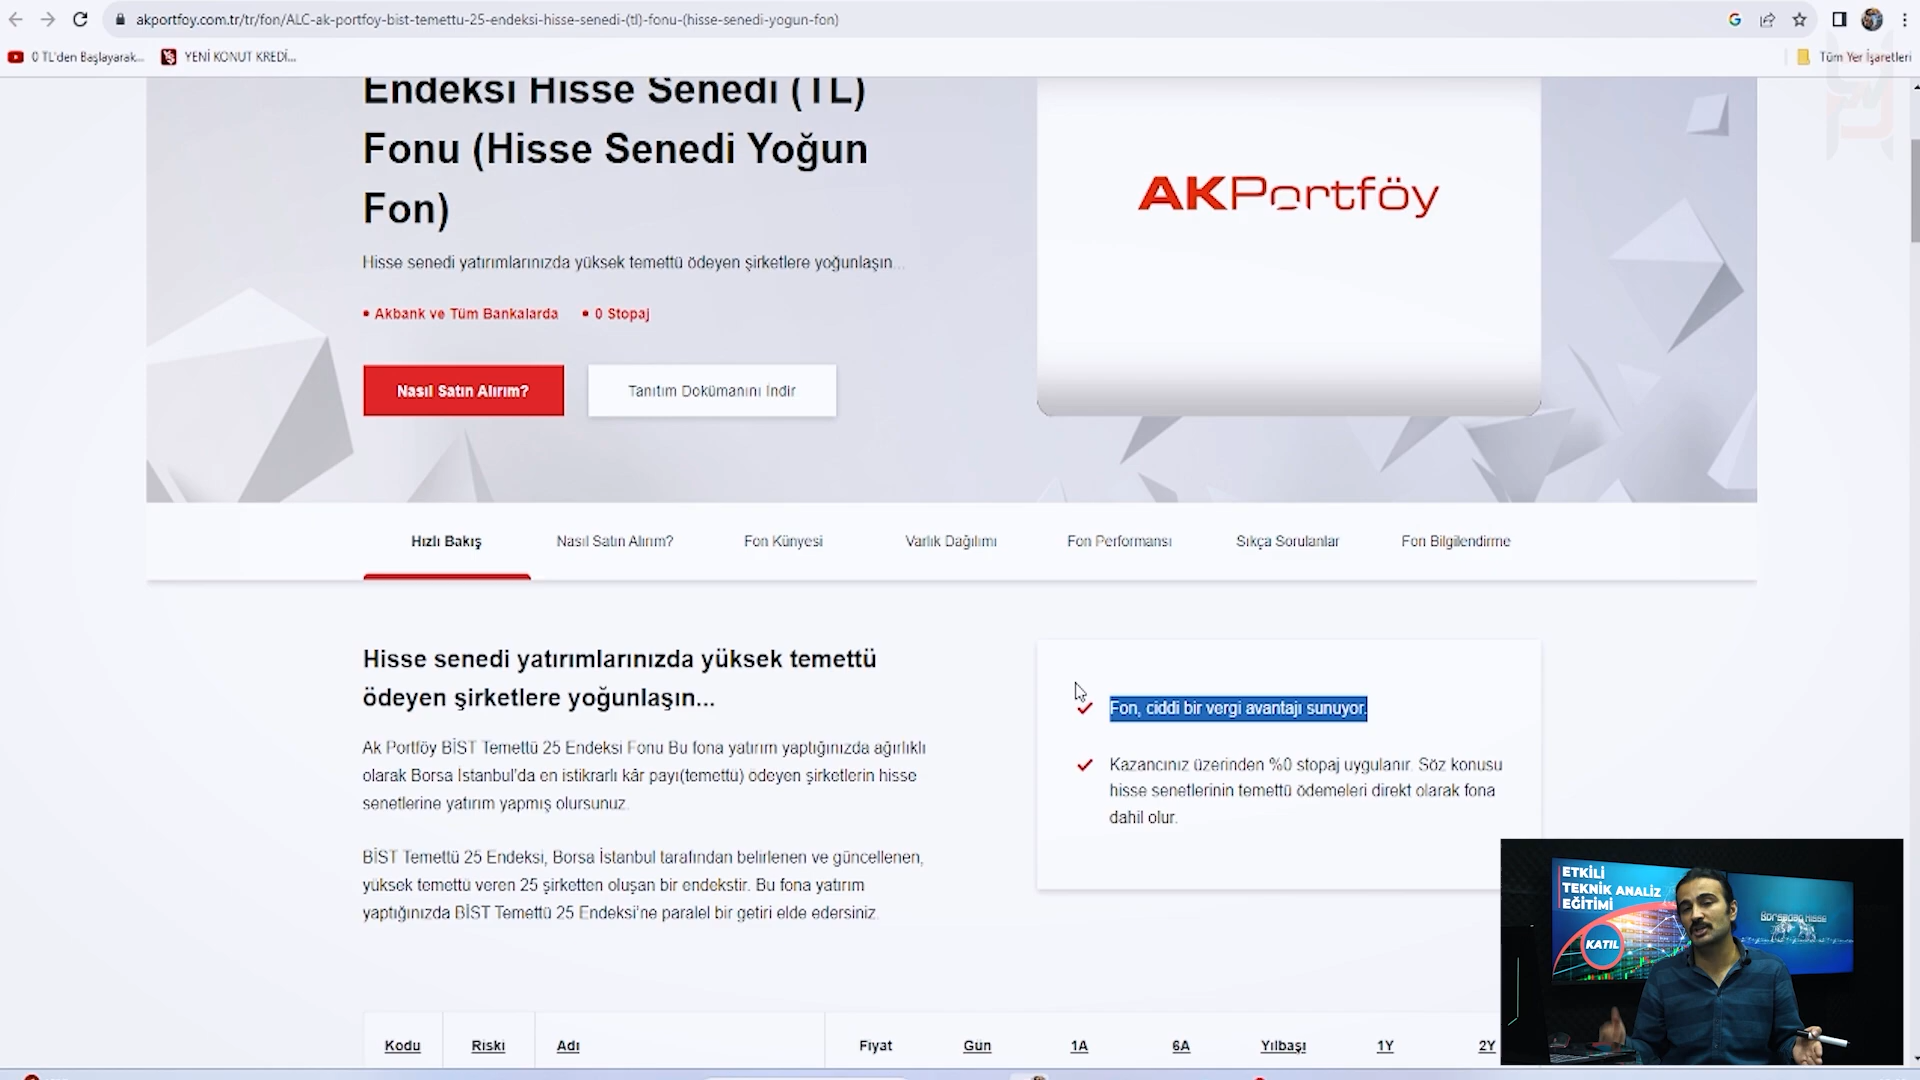 akportfoy.com.tr/tr/fon/ALC-ak-portfoy-bist-temettu-25-endeksi-hisse-senedi-(tl)-fonu-(hisse-senedi-yogun-fon)
0 TL'den Başlayarak...
YENİ KONUT KREDİ...
Tüm Yer İşaretleri
Endeksi Hisse Senedi (TL)
Fonu (Hisse Senedi Yoğun
Fon)
Hisse senedi yatırımlarınızda yüksek temettü ödeyen şirketlere yoğunlaşın...
• Akbank ve Tüm Bankalarda
• 0 Stopaj
Nasıl Satın Alırım?
Tanıtım Dokümanını İndir
AKPortföy
Hızlı Bakış
Nasıl Satın Alırım?
Fon Künyesi
Varlık Dağılımı
Fon Performansı
Sıkça Sorulanlar
Fon Bilgilendirme
Hisse senedi yatırımlarınızda yüksek temettü
ödeyen şirketlere yoğunlaşın...
Ak Portföy BİST Temettü 25 Endeksi Fonu Bu fona yatırım yaptığınızda ağırlıklı
olarak Borsa İstanbul'da en istikrarlı kâr payı(temettü) ödeyen şirketlerin hisse
senetlerine yatırım yapmış olursunuz.
BİST Temettü 25 Endeksi, Borsa İstanbul tarafından belirlenen ve güncellenen,
yüksek temettü veren 25 şirketten oluşan bir endekstir. Bu fona yatırım
yaptığınızda BİST Temettü 25 Endeksi'ne paralel bir getiri elde edersiniz.
Fon, ciddi bir vergi avantajı sunuyor.
Kazancınız üzerinden %0 stopaj uygulanır. Söz konusu
hisse senetlerinin temettü ödemeleri direkt olarak fona
dahil olur.
Kodu
Riski
Adı
Fiyat
Gün
1A
6A
Yılbaşı
1Y
2Y
ETKİLİ
TEKNİK ANALİZ
EĞİTİMİ
KATIL
Borsadan Hisse